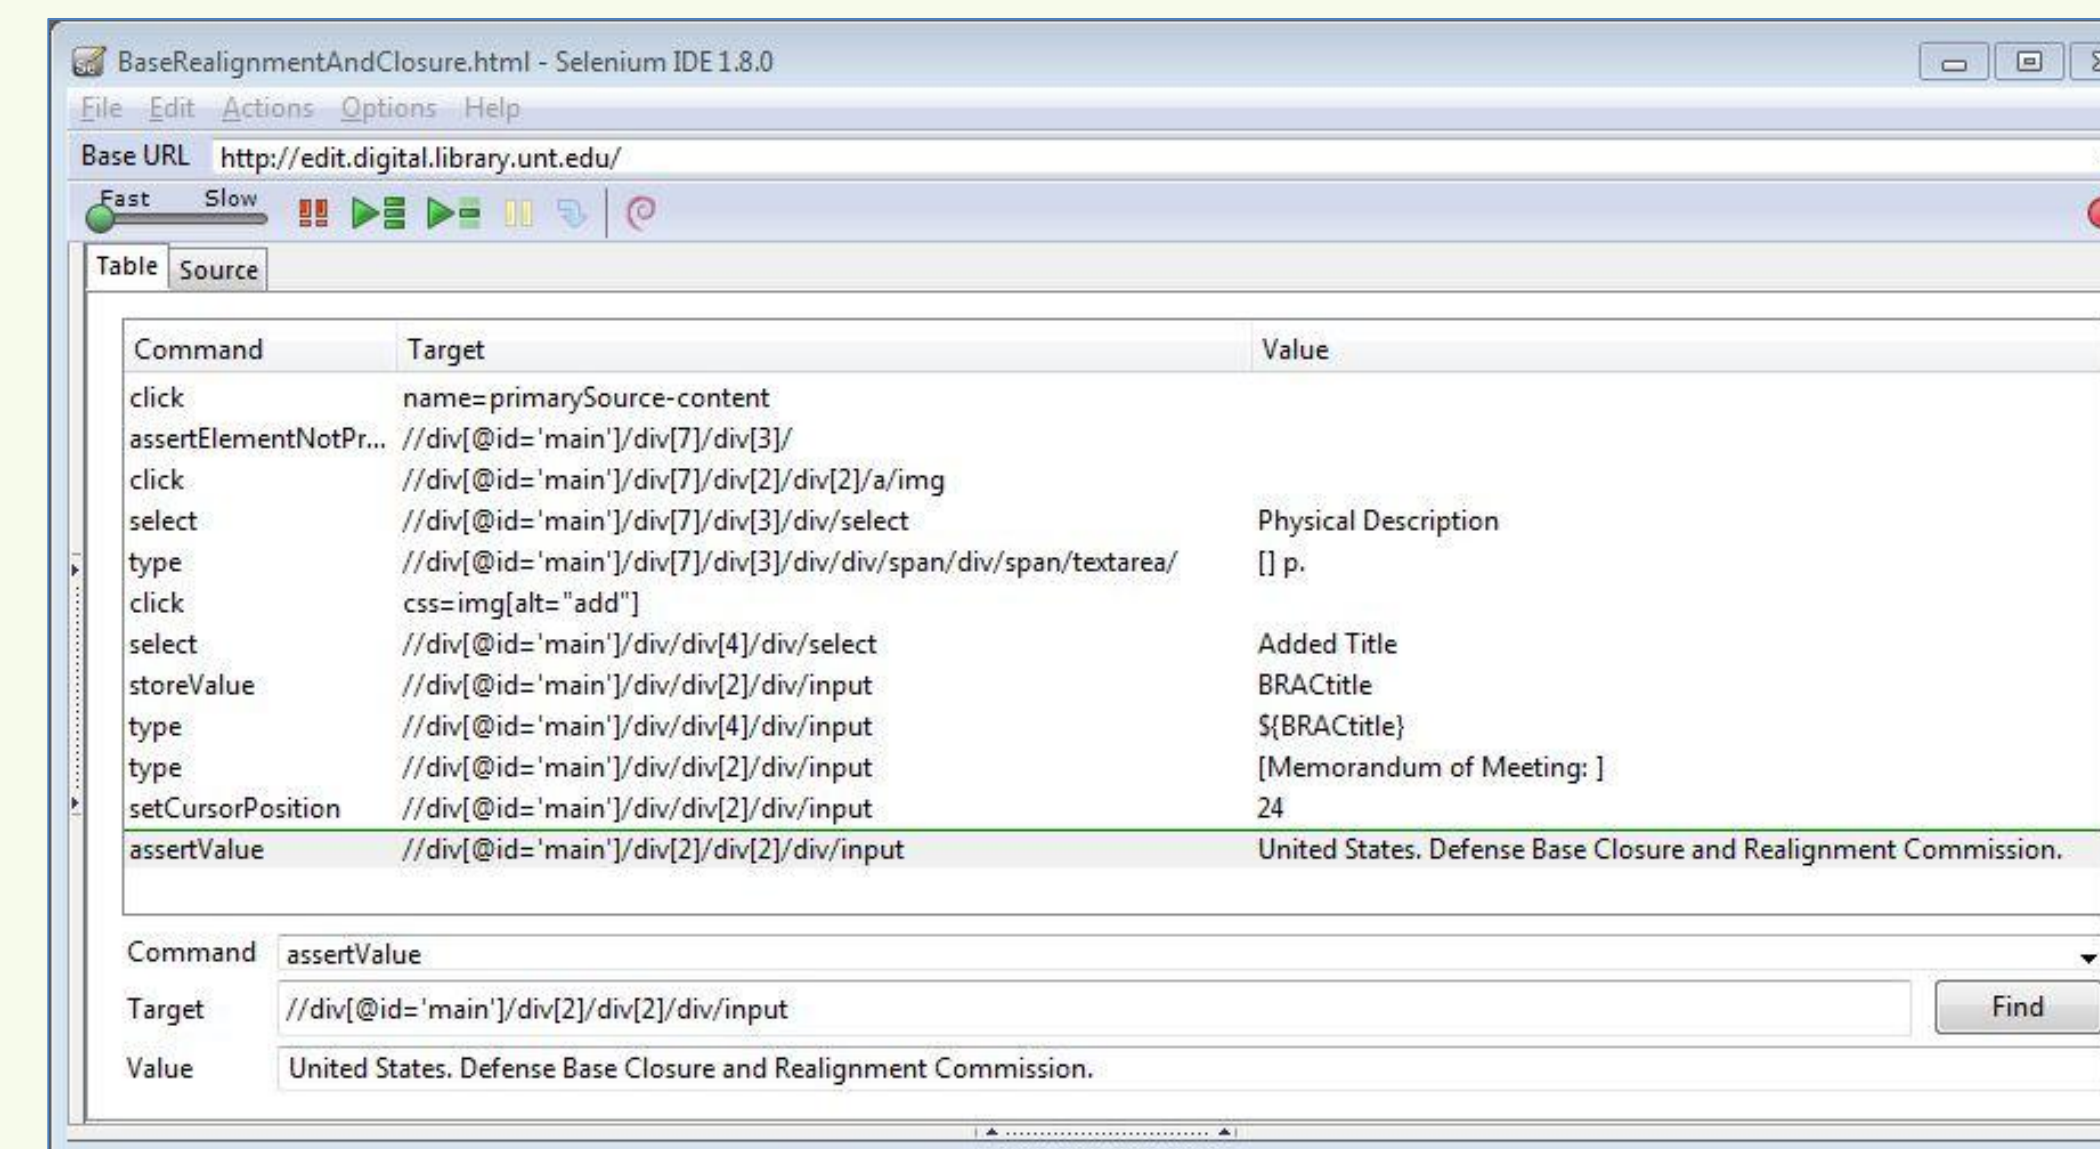 BaseRealignmentAndClosure.html - Selenium IDE 1.8.0
File Edit Actions Options Help
Base URL http://edit.digital.library.unt.edu/
Fast Slow
Table Source
Command Target Value
click name=primarySource-content
assertElementNotPr... //div[@id='main']/div[7]/div[3]/
click //div[@id='main']/div[7]/div[2]/div[2]/a/img
select //div[@id='main']/div[7]/div[3]/div/select Physical Description
type //div[@id='main']/div[7]/div[3]/div/div/span/div/span/textarea/ [] p.
click css=img[alt="add"]
select //div[@id='main']/div/div[4]/div/select Added Title
storeValue //div[@id='main']/div/div[2]/div/input BRACtitle
type //div[@id='main']/div/div[4]/div/input ${BRACtitle}
type //div[@id='main']/div/div[2]/div/input [Memorandum of Meeting: ]
setCursorPosition //div[@id='main']/div/div[2]/div/input 24
assertValue //div[@id='main']/div[2]/div[2]/div/input United States. Defense Base Closure and Realignment Commission.
Command assertValue
Target //div[@id='main']/div[2]/div[2]/div/input Find
Value United States. Defense Base Closure and Realignment Commission.